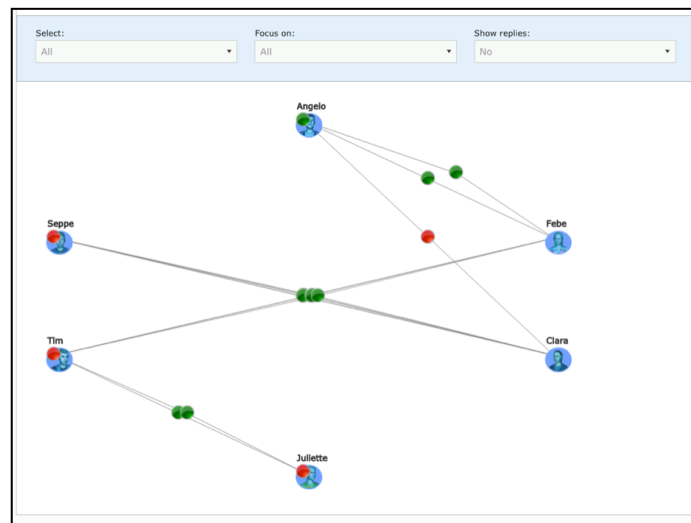 Select: Focus on: Show replies:
All All No
Angelo
Seppe Febe
Tim Clara
Juliette